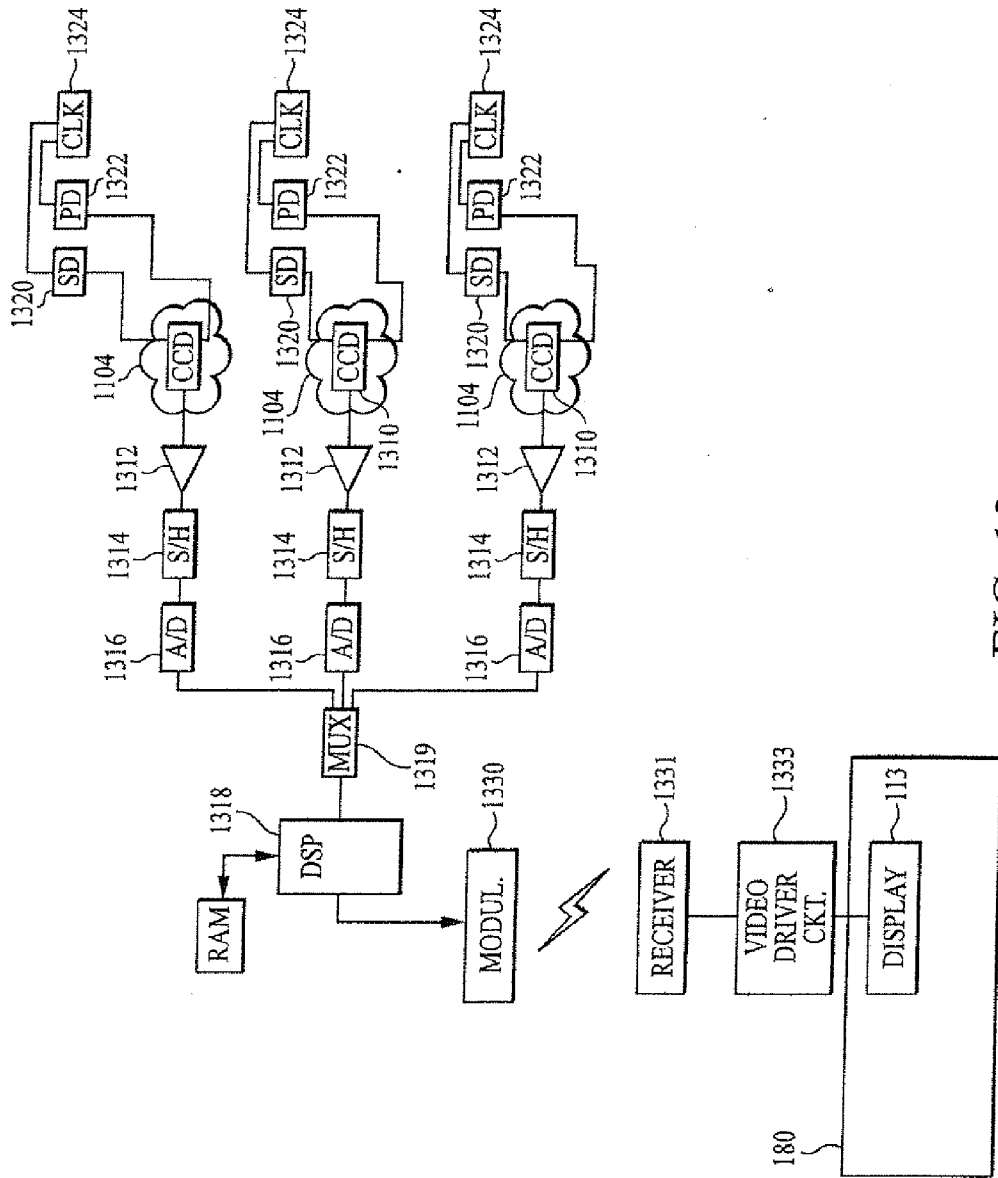 1320
SD
PD
1322
CLK
1324
1104
CCD
1312
1314
S/H
1316
A/D
1320
SD
PD
1322
CLK
1324
1104
CCD
1310
1312
1314
S/H
1316
A/D
1320
SD
PD
1322
CLK
1324
1104
CCD
1310
1312
1314
S/H
1316
A/D
MUX
1319
1318
DSP
RAM
MODUL.
1330
RECEIVER
1331
VIDEO
DRIVER
CKT.
1333
DISPLAY
113
180